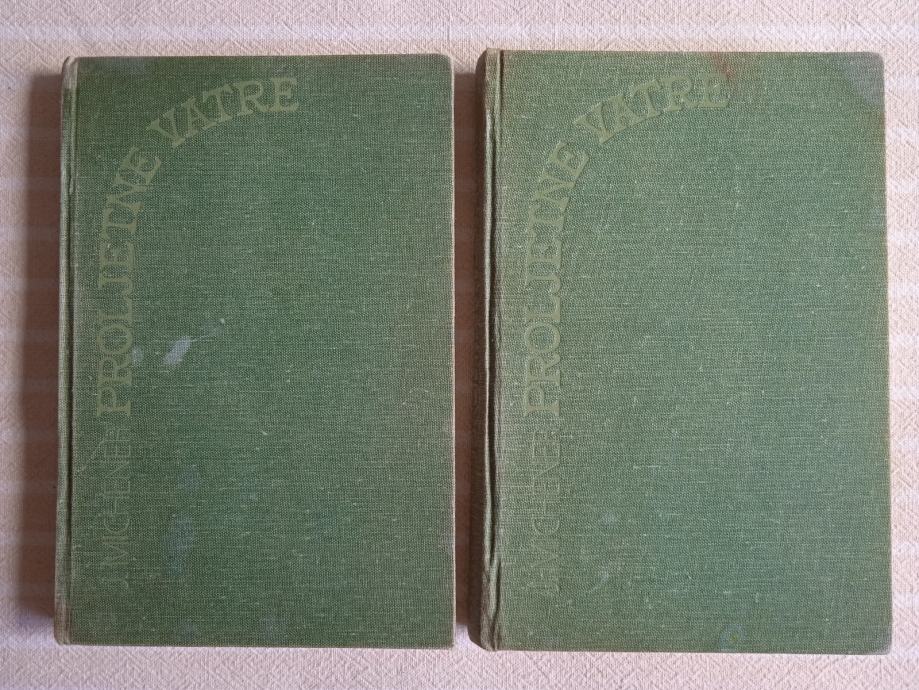 J. MICHENER
PROLJETNE VATRE
J. MICHENER
PROLJETNE VATRE